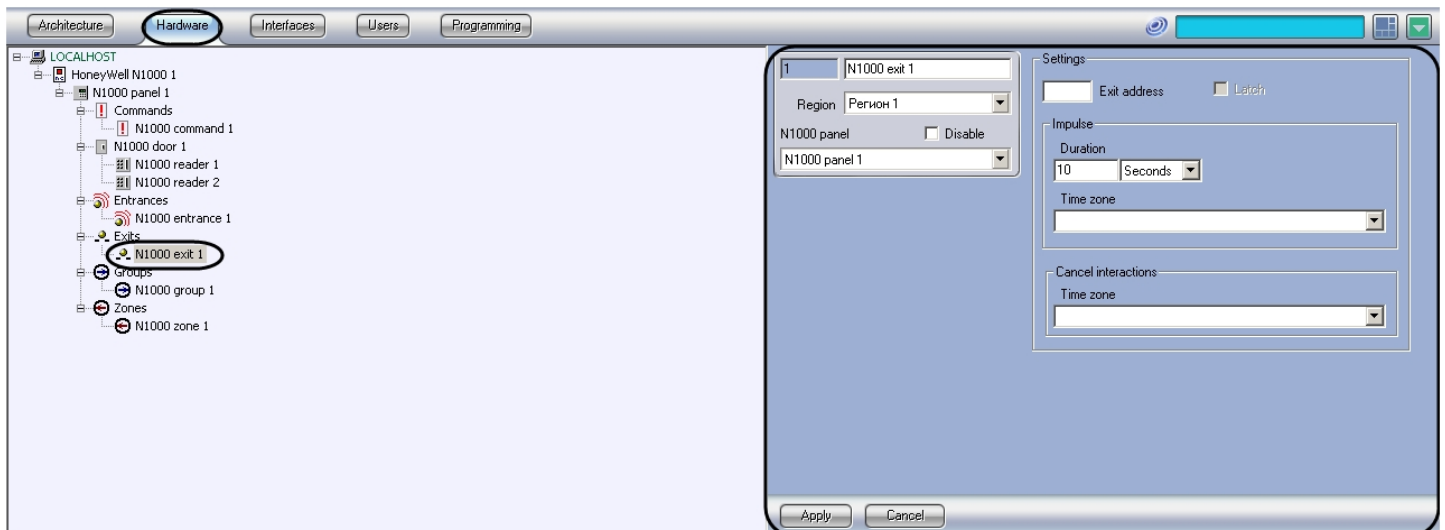 Architecture Hardware Interfaces Users Programming
LOCALHOST
HoneyWell N1000 1
N1000 panel 1
Commands
N1000 command 1
N1000 door 1
N1000 reader 1
N1000 reader 2
Entrances
N1000 entrance 1
Exits
N1000 exit 1
Groups
N1000 group 1
Zones
N1000 zone 1
1 N1000 exit 1
Region Регион 1
N1000 panel Disable
N1000 panel 1
Settings
Exit address Latch
Impulse
Duration
10 Seconds
Time zone
Cancel interactions
Time zone
Apply Cancel